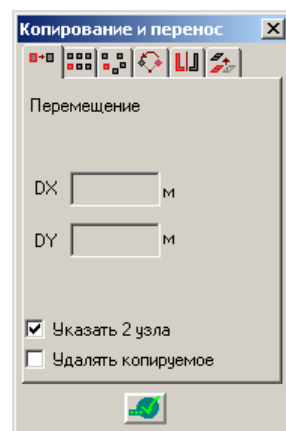 Копирование и перенос
Перемещение
DX м
DY м
Указать 2 узла
Удалять копируемое